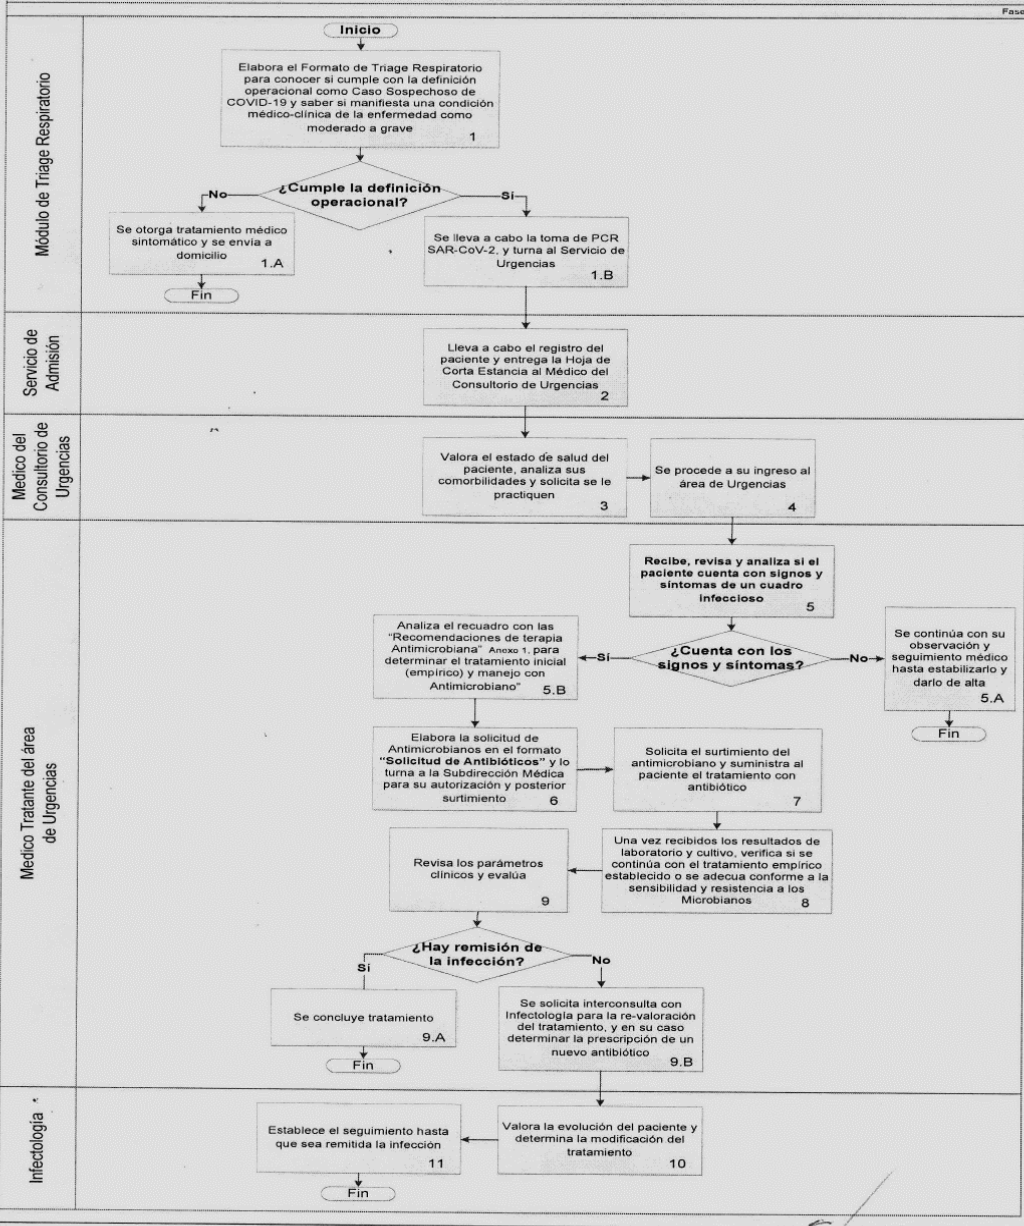 Fase
Módulo de Triage Respiratorio
Inicio
Elabora el Formato de Triage Respiratorio
para conocer si cumple con la definición
operacional como Caso Sospechoso de
COVID-19 y saber si manifiesta una condición
médico-clínica de la enfermedad como
moderado a grave
1
¿Cumple la definición
operacional?
No
Sí
Se otorga tratamiento médico
sintomático y se envía a
domicilio
1.A
Fin
Se lleva a cabo la toma de PCR
SAR-CoV-2, y turna al Servicio de
Urgencias
1.B
Servicio de
Admisión
Lleva a cabo el registro del
paciente y entrega la Hoja de
Corta Estancia al Médico del
Consultorio de Urgencias
2
Medico del
Consultorio de
Urgencias
Valora el estado de salud del
paciente, analiza sus
comorbilidades y solicita se le
practiquen
3
Se procede a su ingreso al
área de Urgencias
4
Medico Tratante del área
de Urgencias
Recibe, revisa y analiza si el
paciente cuenta con signos y
síntomas de un cuadro
infeccioso
5
¿Cuenta con los
signos y síntomas?
Sí
No
Analiza el recuadro con las
“Recomendaciones de terapia
Antimicrobiana” Anexo 1, para
determinar el tratamiento inicial
(empírico) y manejo con
Antimicrobiano”
5.B
Se continúa con su
observación y
seguimiento médico
hasta estabilizarlo y
darlo de alta
5.A
Fin
Elabora la solicitud de
Antimicrobianos en el formato
“Solicitud de Antibióticos” y lo
turna a la Subdirección Médica
para su autorización y posterior
surtimiento
6
Solicita el surtimiento del
antimicrobiano y suministra al
paciente el tratamiento con
antibiótico
7
Una vez recibidos los resultados de
laboratorio y cultivo, verifica si se
continúa con el tratamiento empírico
establecido o se adecua conforme a la
sensibilidad y resistencia a los
Microbianos
8
Revisa los parámetros
clínicos y evalúa
9
¿Hay remisión de
la infección?
Sí
No
Se concluye tratamiento
9.A
Fin
Se solicita interconsulta con
Infectología para la re-valoración
del tratamiento, y en su caso
determinar la prescripción de un
nuevo antibiótico
9.B
Infectología
Valora la evolución del paciente y
determina la modificación del
tratamiento
10
Establece el seguimiento hasta
que sea remitida la infección
11
Fin